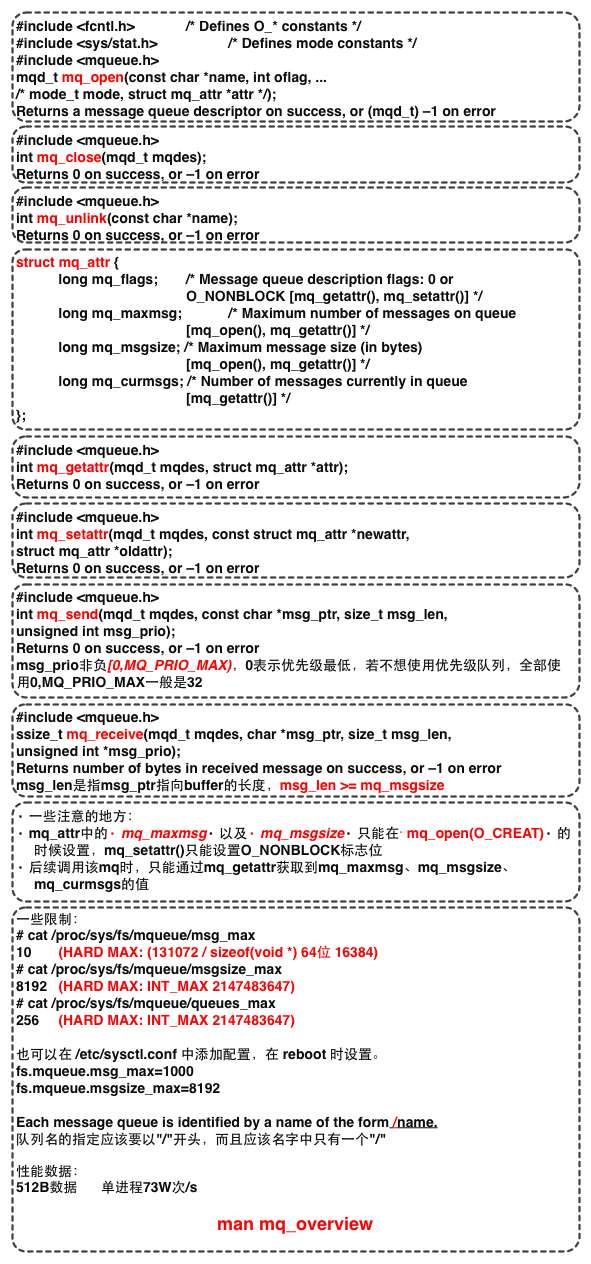 #include <fcntl.h> /* Defines O_* constants */
#include <sys/stat.h> /* Defines mode constants */
#include <mqueue.h>
mqd_t mq_open(const char *name, int oflag, ...
/* mode_t mode, struct mq_attr *attr */);
Returns a message queue descriptor on success, or (mqd_t) –1 on error
#include <mqueue.h>
int mq_close(mqd_t mqdes);
Returns 0 on success, or –1 on error
#include <mqueue.h>
int mq_unlink(const char *name);
Returns 0 on success, or –1 on error
struct mq_attr {
long mq_flags; /* Message queue description flags: 0 or
O_NONBLOCK [mq_getattr(), mq_setattr()] */
long mq_maxmsg; /* Maximum number of messages on queue
[mq_open(), mq_getattr()] */
long mq_msgsize; /* Maximum message size (in bytes)
[mq_open(), mq_getattr()] */
long mq_curmsgs; /* Number of messages currently in queue
[mq_getattr()] */
};
#include <mqueue.h>
int mq_getattr(mqd_t mqdes, struct mq_attr *attr);
Returns 0 on success, or –1 on error
#include <mqueue.h>
int mq_setattr(mqd_t mqdes, const struct mq_attr *newattr,
struct mq_attr *oldattr);
Returns 0 on success, or –1 on error
#include <mqueue.h>
int mq_send(mqd_t mqdes, const char *msg_ptr, size_t msg_len,
unsigned int msg_prio);
Returns 0 on success, or –1 on error
msg_prio非负[0,MQ_PRIO_MAX)，0表示优先级最低，若不想使用优先级队列，全部使
用0,MQ_PRIO_MAX一般是32
#include <mqueue.h>
ssize_t mq_receive(mqd_t mqdes, char *msg_ptr, size_t msg_len,
unsigned int *msg_prio);
Returns number of bytes in received message on success, or –1 on error
msg_len是指msg_ptr指向buffer的长度，msg_len >= mq_msgsize
· 一些注意的地方：
· mq_attr中的· mq_maxmsg· 以及· mq_msgsize· 只能在· mq_open(O_CREAT)· 的
时候设置，mq_setattr()只能设置O_NONBLOCK标志位
· 后续调用该mq时，只能通过mq_getattr获取到mq_maxmsg、mq_msgsize、
mq_curmsgs的值
一些限制：
# cat /proc/sys/fs/mqueue/msg_max
10 (HARD MAX: (131072 / sizeof(void *) 64位 16384)
# cat /proc/sys/fs/mqueue/msgsize_max
8192 (HARD MAX: INT_MAX 2147483647)
# cat /proc/sys/fs/mqueue/queues_max
256 (HARD MAX: INT_MAX 2147483647)
也可以在 /etc/sysctl.conf 中添加配置，在 reboot 时设置。
fs.mqueue.msg_max=1000
fs.mqueue.msgsize_max=8192
Each message queue is identified by a name of the form /name.
队列名的指定应该要以"/"开头，而且应该名字中只有一个"/"
性能数据：
512B数据 单进程73W次/s
man mq_overview